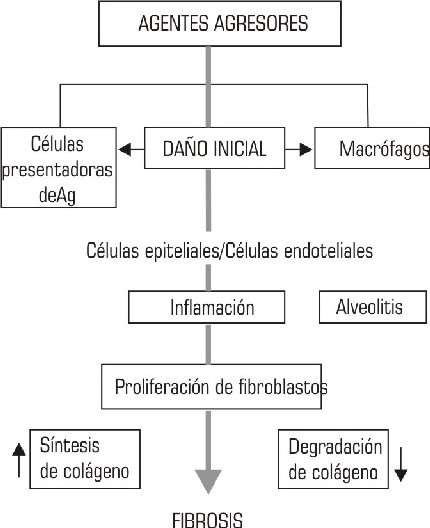 AGENTES AGRESORES
Células
presentadoras
deAg
DAÑO INICIAL
Macrófagos
Células epiteliales/Células endoteliales
Inflamación
Alveolitis
Proliferación de fibroblastos
Síntesis
de colágeno
Degradación
de colágeno
FIBROSIS